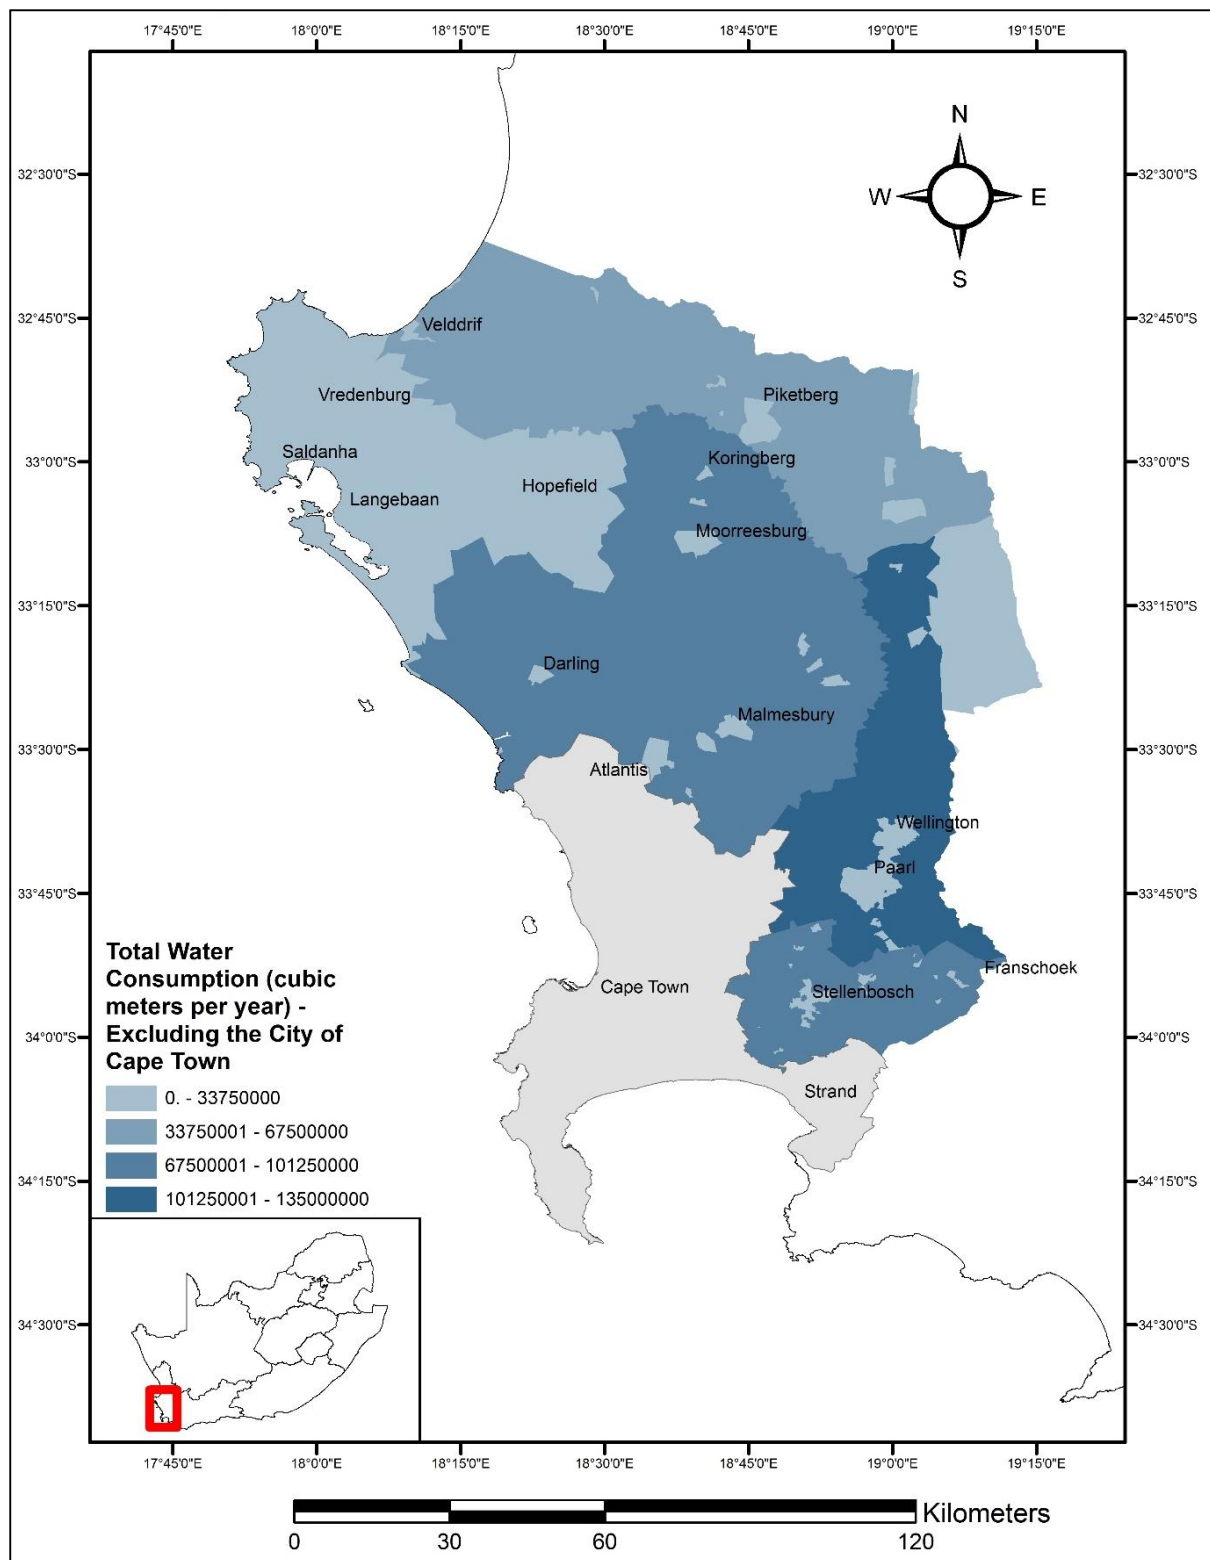 17°45'0"E 18°0'0"E 18°15'0"E 18°30'0"E 18°45'0"E 19°0'0"E 19°15'0"E
N
W E
S
32°30'0"S 32°30'0"S
32°45'0"S 32°45'0"S
33°0'0"S 33°0'0"S
33°15'0"S 33°15'0"S
33°30'0"S 33°30'0"S
33°45'0"S 33°45'0"S
34°0'0"S 34°0'0"S
34°15'0"S 34°15'0"S
34°30'0"S 34°30'0"S
Velddrif
Vredenburg
Piketberg
Saldanha
Koringberg
Langebaan
Hopefield
Moorreesburg
Darling
Malmesbury
Atlantis
Wellington
Paarl
Franschoek
Cape Town
Stellenbosch
Strand
Total Water
Consumption (cubic
meters per year) -
Excluding the City of
Cape Town
0. - 33750000
33750001 - 67500000
67500001 - 101250000
101250001 - 135000000
17°45'0"E 18°0'0"E 18°15'0"E 18°30'0"E 18°45'0"E 19°0'0"E 19°15'0"E
Kilometers
0 30 60 120